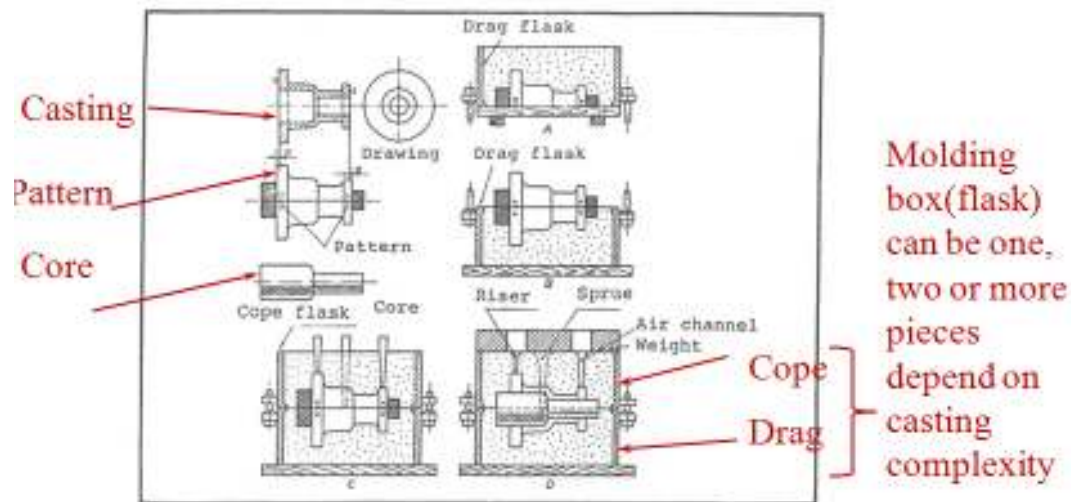 Casting
Pattern
Core
Drag flask
A
Drawing
Drag flask
Pattern
B
Core
Cope flask
Riser
Sprue
Air channel
Weight
C
D
Cope
Drag
Molding
box(flask)
can be one,
two or more
pieces
depend on
casting
complexity